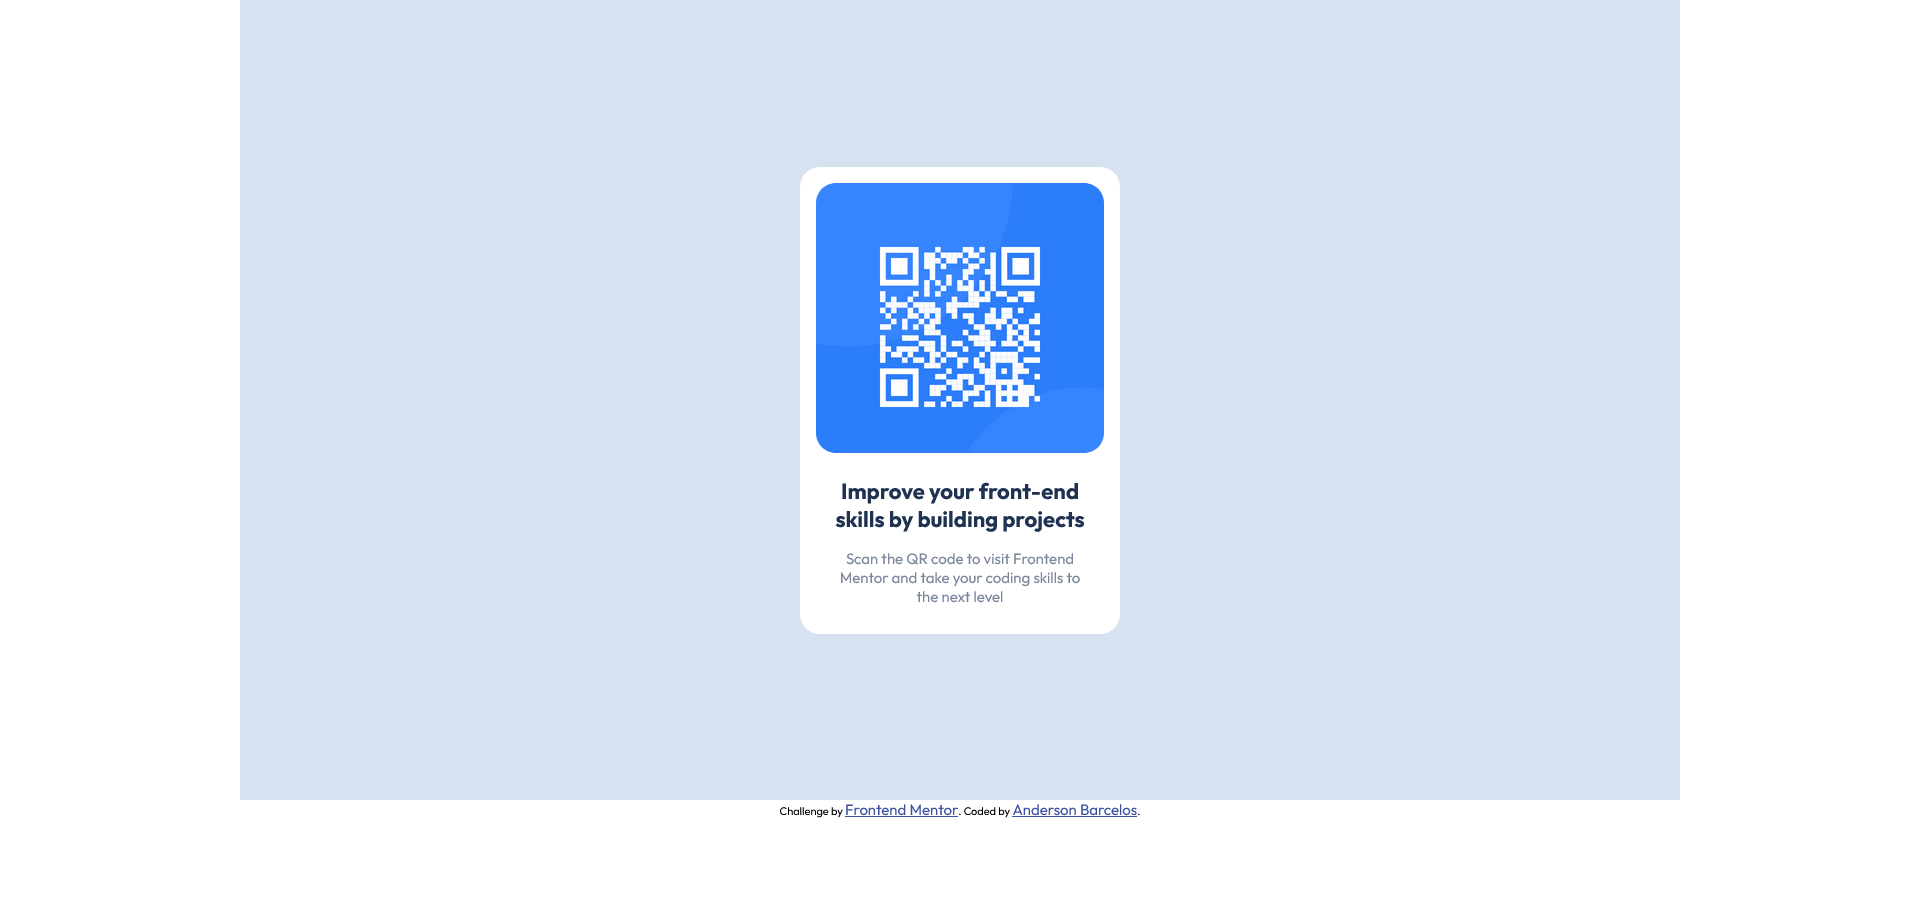 Improve your front-end
skills by building projects
Scan the QR code to visit Frontend
Mentor and take your coding skills to
the next level
Challenge by Frontend Mentor. Coded by Anderson Barcelos.